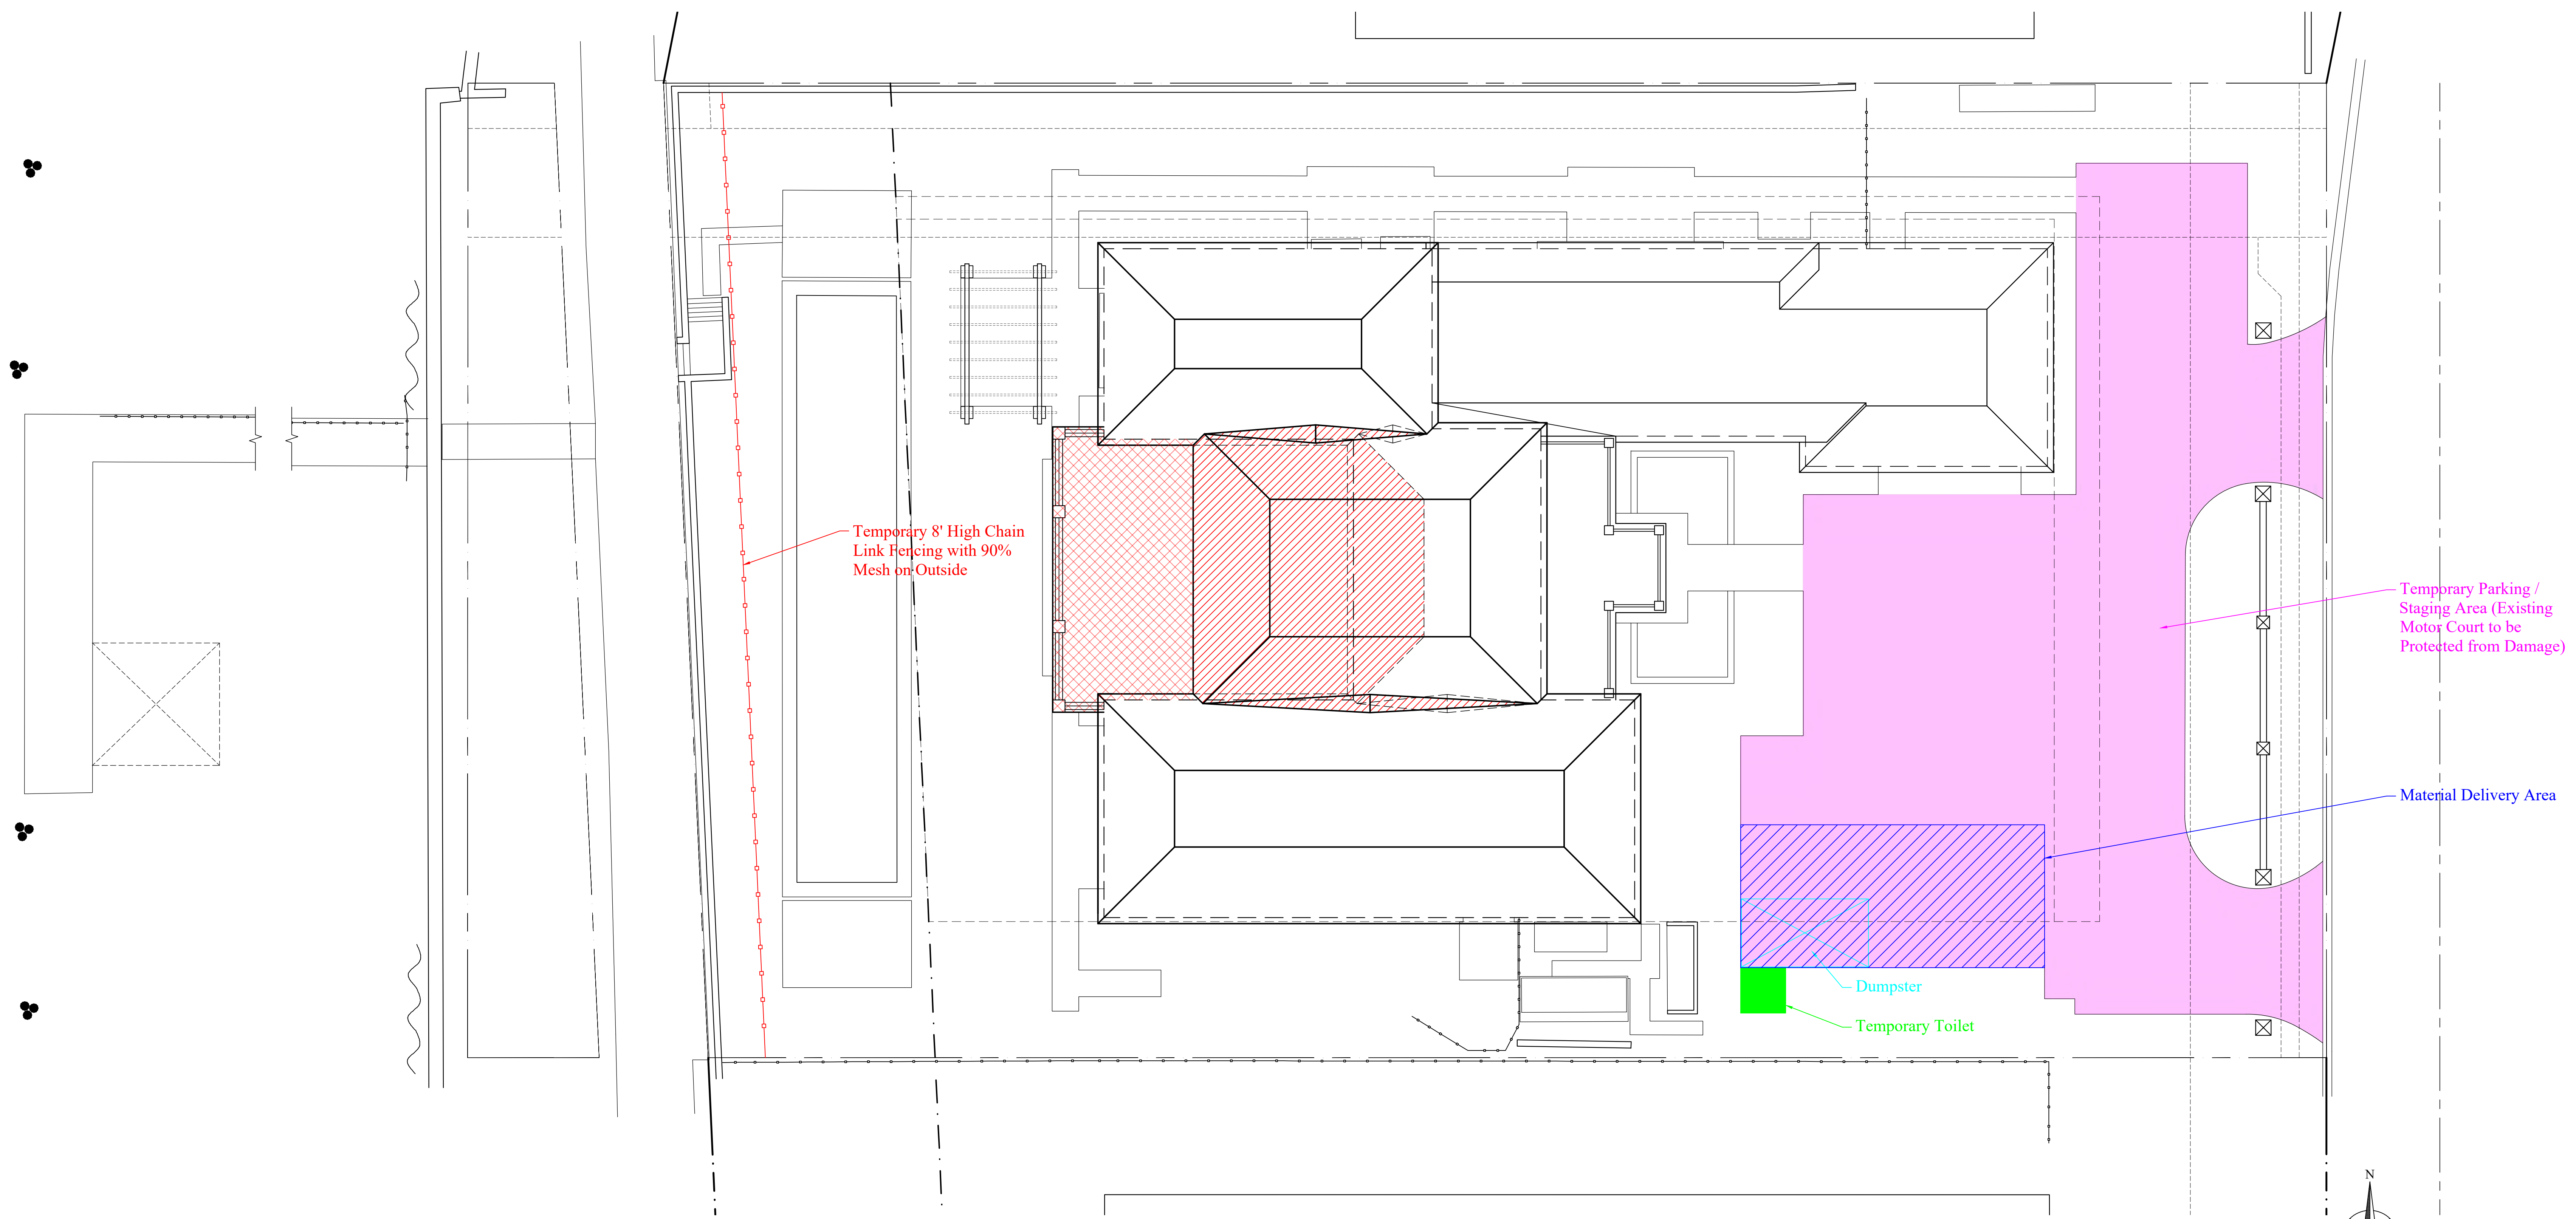 Temporary 8' High Chain
Link Fencing with 90%
Mesh on Outside
Temporary Parking /
Staging Area (Existing
Motor Court to be
Protected from Damage)
Material Delivery Area
Dumpster
Temporary Toilet
N